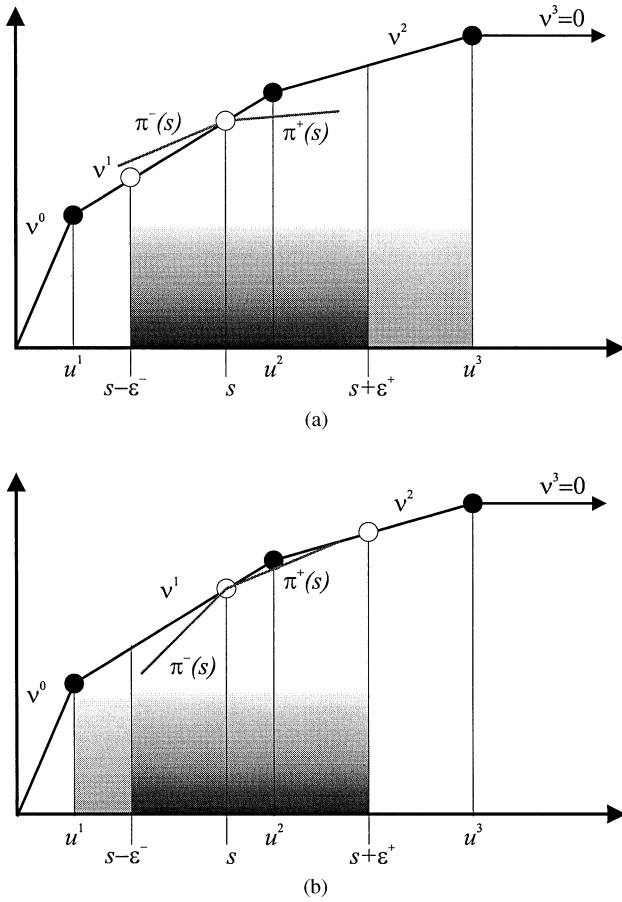 ν³=0
ν²
π⁻(s)
π⁺(s)
ν¹
ν⁰
u¹ s u² u³
s−ε⁻ s+ε⁺
(a)
ν³=0
ν²
ν¹
π⁺(s)
π⁻(s)
ν⁰
u¹ s u² u³
s−ε⁻ s+ε⁺
(b)